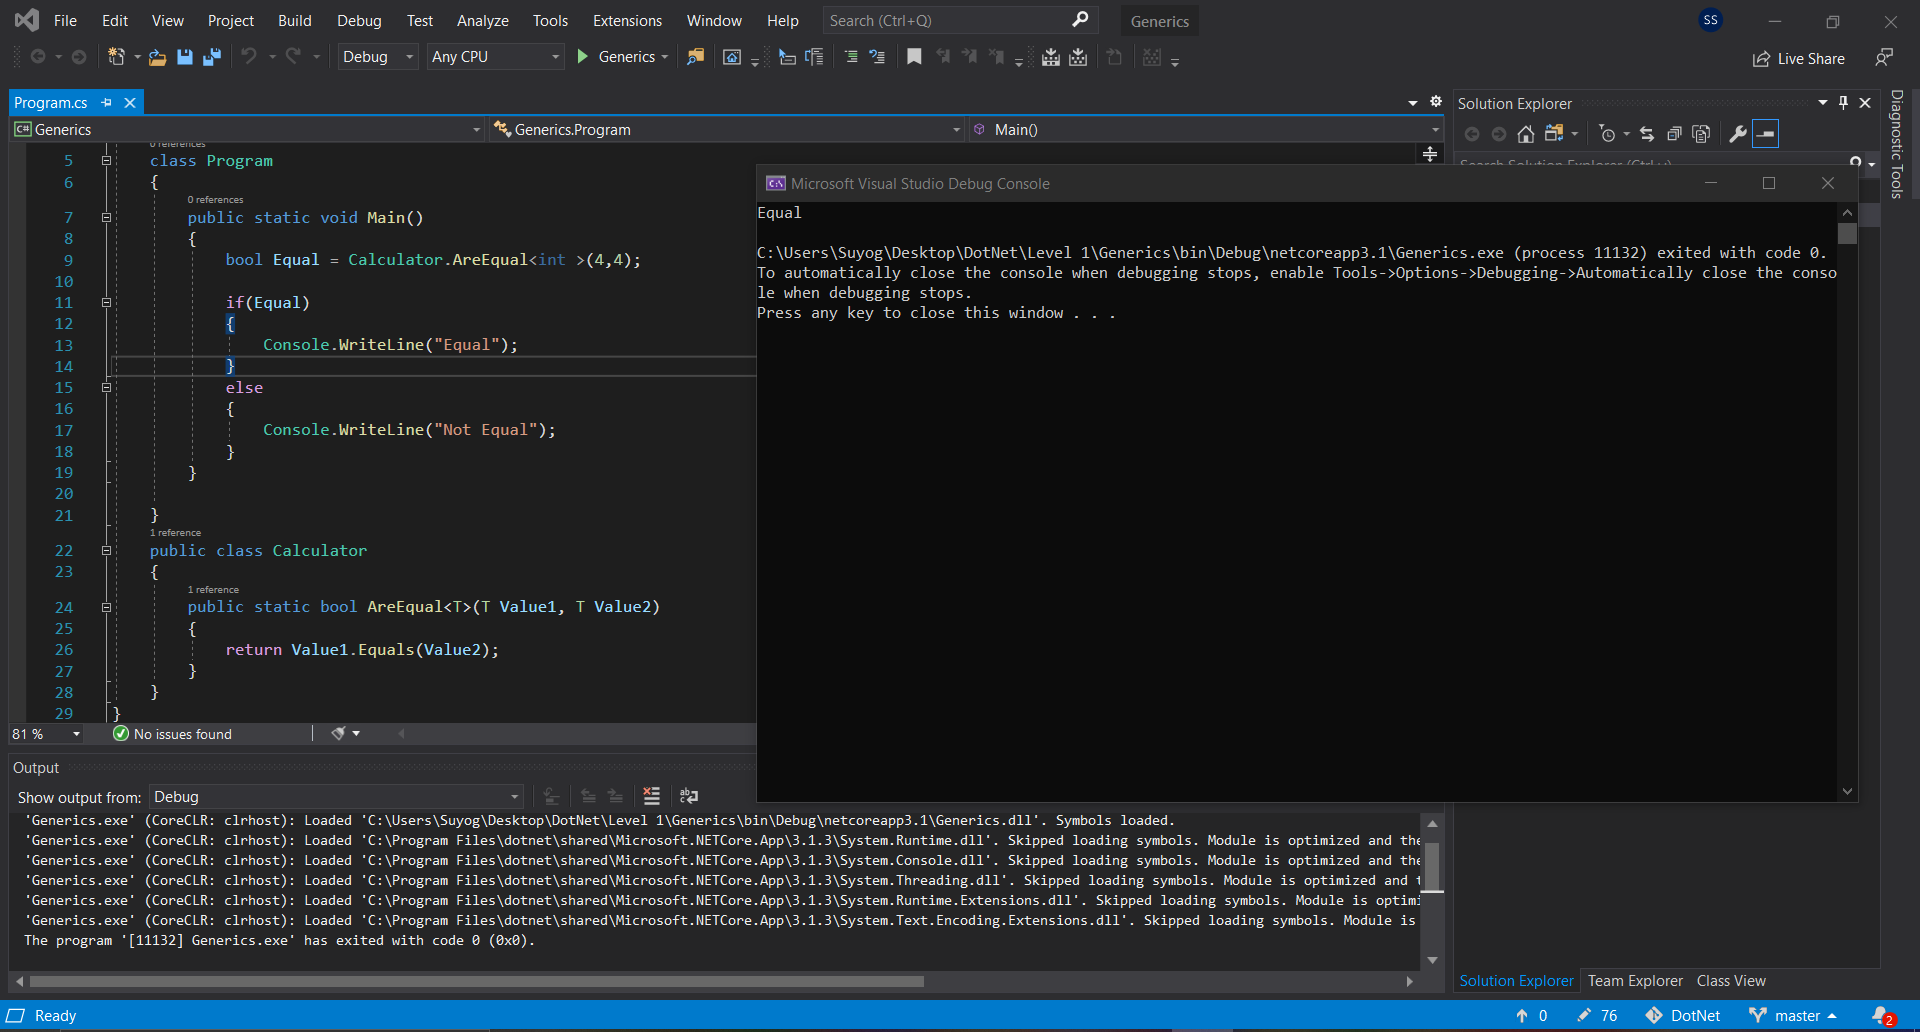 File Edit View Project Build Debug Test Analyze Tools Extensions Window Help Search (Ctrl+Q) Generics SS
Debug Any CPU Generics Live Share
Program.cs
Solution Explorer
Diagnostic Tools
C# Generics Generics.Program Main()
Search Solution Explorer (Ctrl+;)
0 references
5 class Program
6 {
0 references
7 public static void Main()
8 {
9 bool Equal = Calculator.AreEqual<int >(4,4);
10
11 if(Equal)
12 {
13 Console.WriteLine("Equal");
14 }
15 else
16 {
17 Console.WriteLine("Not Equal");
18 }
19 }
20
21 }
1 reference
22 public class Calculator
23 {
1 reference
24 public static bool AreEqual<T>(T Value1, T Value2)
25 {
26 return Value1.Equals(Value2);
27 }
28 }
29 }
81 % No issues found
C:\ Microsoft Visual Studio Debug Console
Equal
C:\Users\Suyog\Desktop\DotNet\Level 1\Generics\bin\Debug\netcoreapp3.1\Generics.exe (process 11132) exited with code 0.
To automatically close the console when debugging stops, enable Tools->Options->Debugging->Automatically close the conso
le when debugging stops.
Press any key to close this window . . .
Output
Show output from: Debug
'Generics.exe' (CoreCLR: clrhost): Loaded 'C:\Users\Suyog\Desktop\DotNet\Level 1\Generics\bin\Debug\netcoreapp3.1\Generics.dll'. Symbols loaded.
'Generics.exe' (CoreCLR: clrhost): Loaded 'C:\Program Files\dotnet\shared\Microsoft.NETCore.App\3.1.3\System.Runtime.dll'. Skipped loading symbols. Module is optimized and the
'Generics.exe' (CoreCLR: clrhost): Loaded 'C:\Program Files\dotnet\shared\Microsoft.NETCore.App\3.1.3\System.Console.dll'. Skipped loading symbols. Module is optimized and the
'Generics.exe' (CoreCLR: clrhost): Loaded 'C:\Program Files\dotnet\shared\Microsoft.NETCore.App\3.1.3\System.Threading.dll'. Skipped loading symbols. Module is optimized and t
'Generics.exe' (CoreCLR: clrhost): Loaded 'C:\Program Files\dotnet\shared\Microsoft.NETCore.App\3.1.3\System.Runtime.Extensions.dll'. Skipped loading symbols. Module is optimi
'Generics.exe' (CoreCLR: clrhost): Loaded 'C:\Program Files\dotnet\shared\Microsoft.NETCore.App\3.1.3\System.Text.Encoding.Extensions.dll'. Skipped loading symbols. Module is
The program '[11132] Generics.exe' has exited with code 0 (0x0).
Solution Explorer Team Explorer Class View
Ready 0 76 DotNet master 2